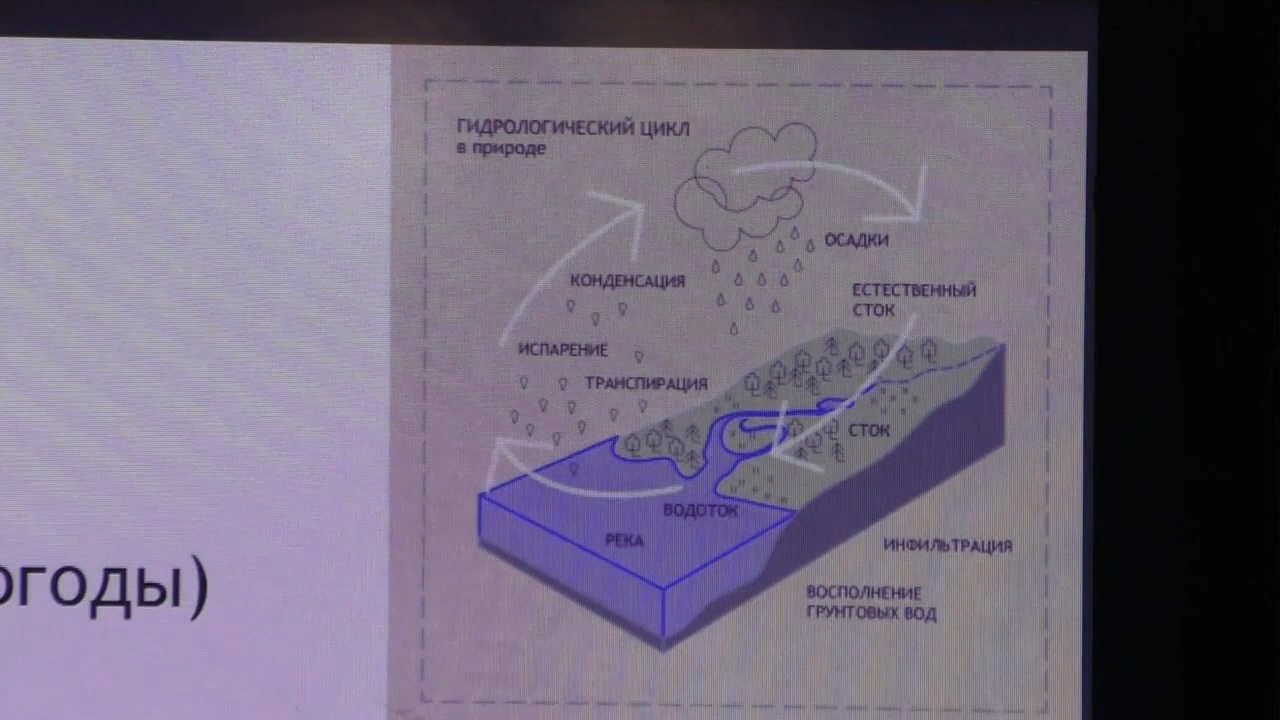 ГИДРОЛОГИЧЕСКИЙ ЦИКЛ
в природе
ОСАДКИ
КОНДЕНСАЦИЯ
ЕСТЕСТВЕННЫЙ
СТОК
ИСПАРЕНИЕ
ТРАНСПИРАЦИЯ
СТОК
ВОДОТОК
РЕКА
ИНФИЛЬТРАЦИЯ
огоды)
ВОСПОЛНЕНИЕ
ГРУНТОВЫХ ВОД